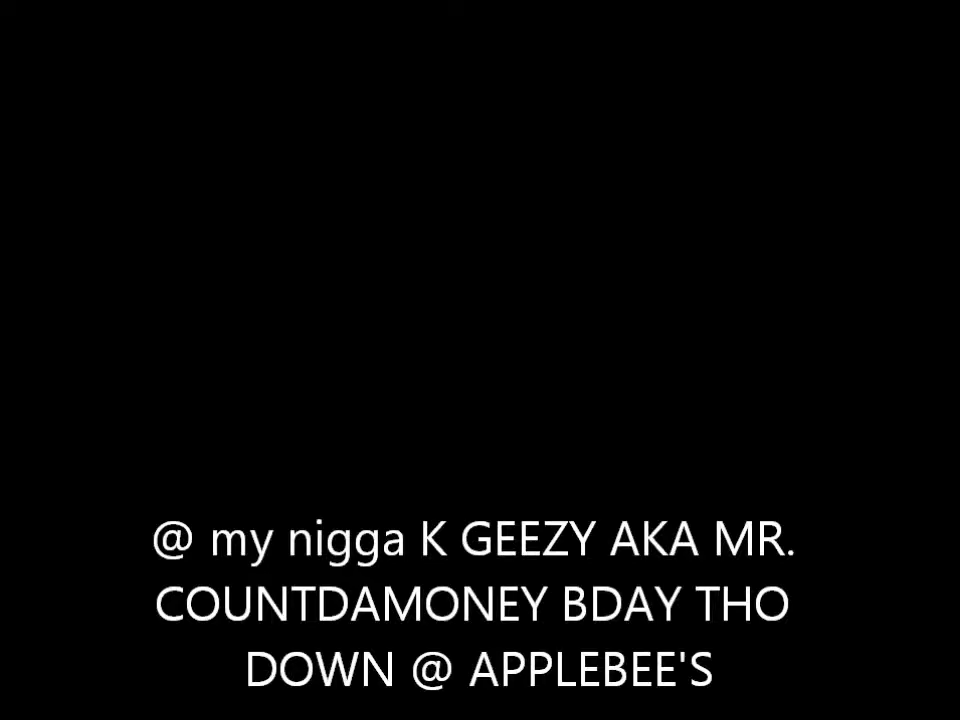 @ my nigga K GEEZY AKA MR.
COUNTDAMONEY BDAY THO
DOWN @ APPLEBEE'S